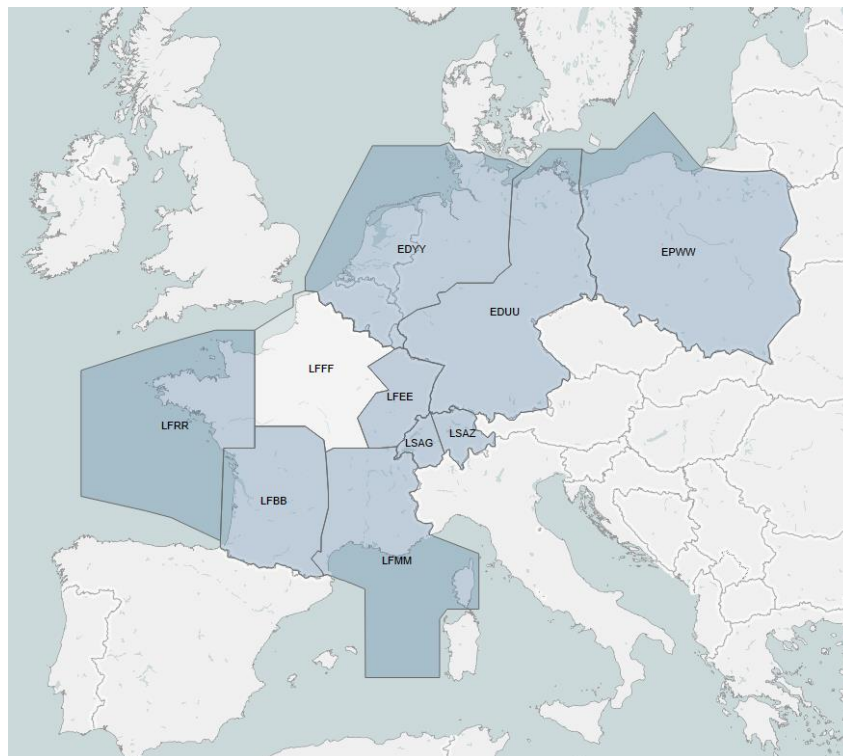 EDYY
EPWW
EDUU
LFFF
LFEE
LFRR
LSAZ
LSAG
LFBB
LFMM